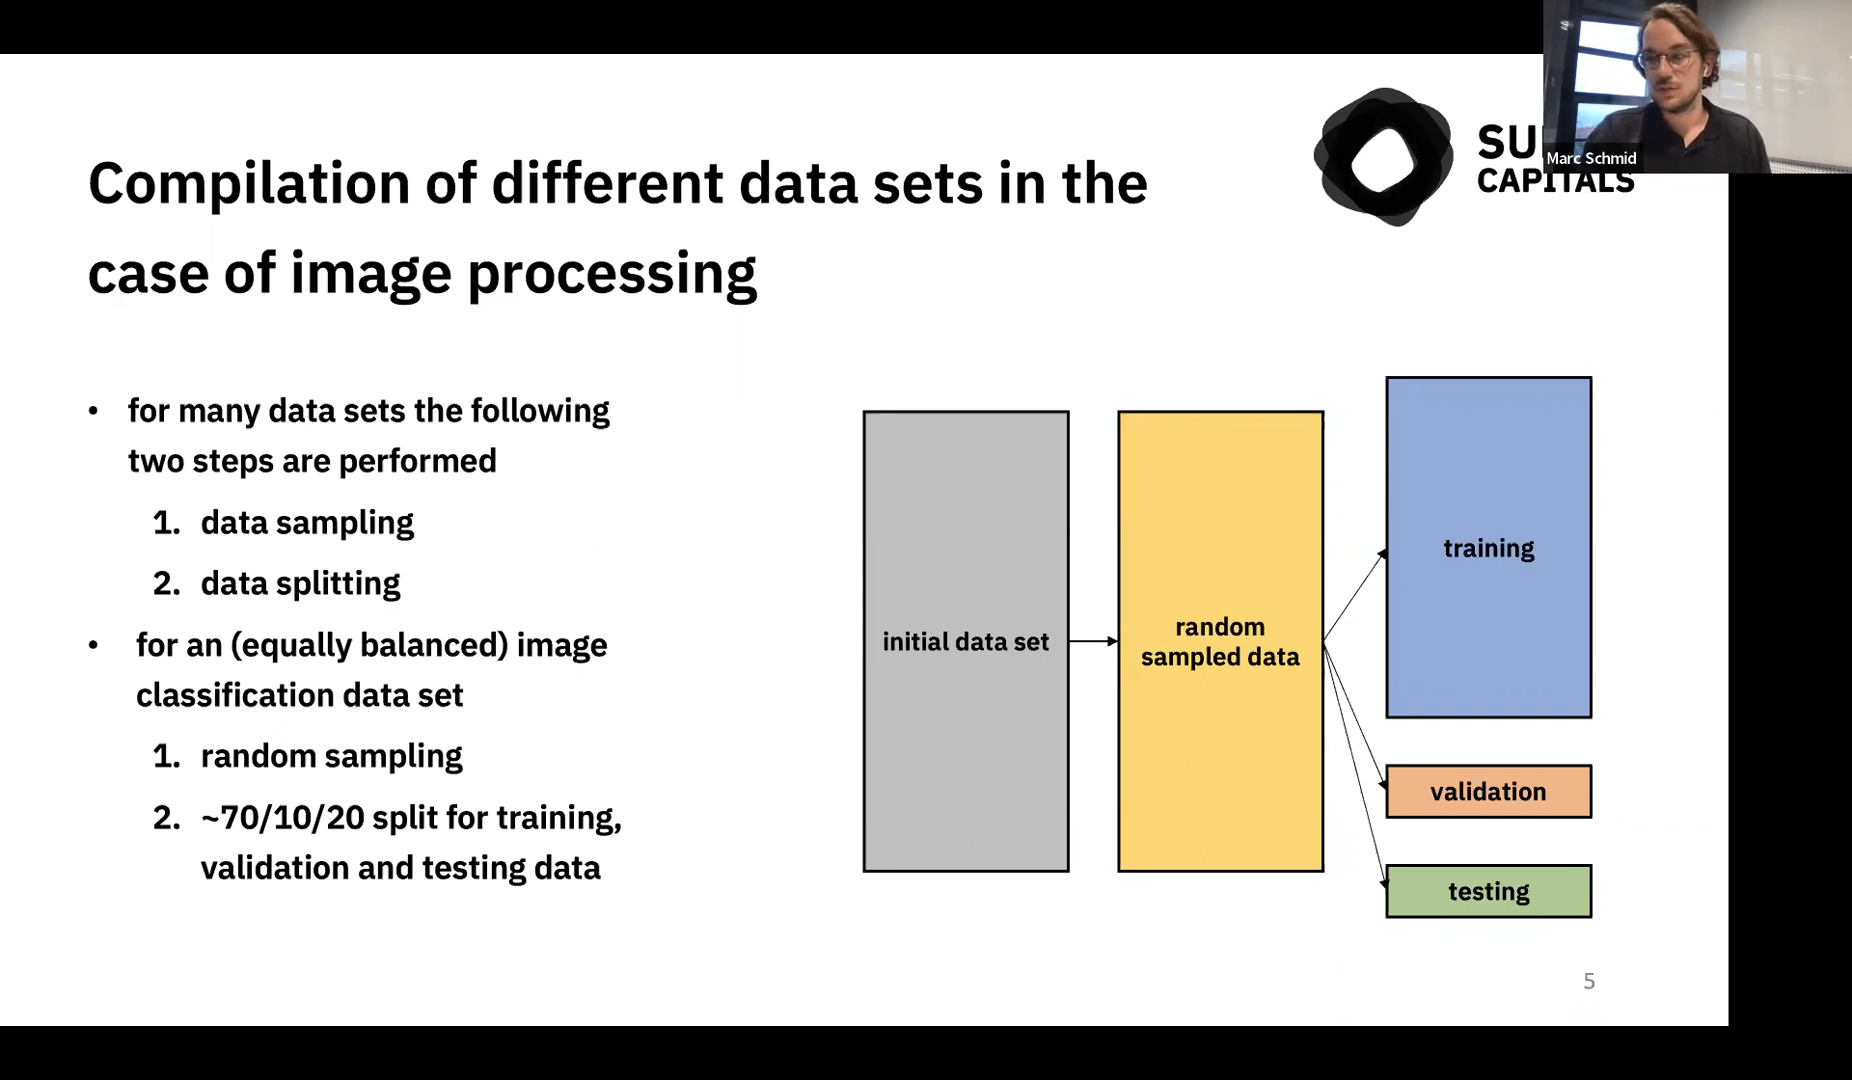 Marc Schmid
CAPITALS
Compilation of different data sets in the
case of image processing
• for many data sets the following
two steps are performed
1. data sampling
2. data splitting
• for an (equally balanced) image
classification data set
1. random sampling
2. ~70/10/20 split for training,
validation and testing data
initial data set
random
sampled data
training
validation
testing
5